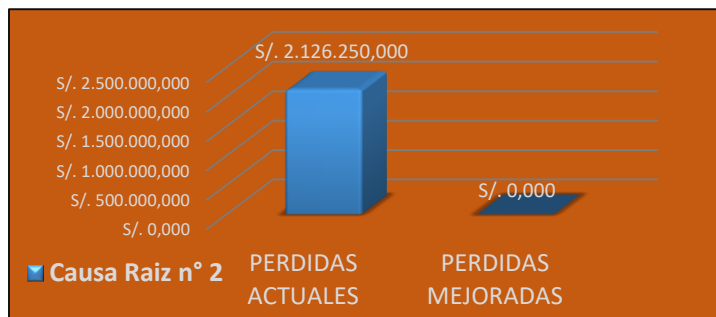 S/. 2.126.250,000
S/. 2.500.000,000
S/. 2.000.000,000
S/. 1.500.000,000
S/. 1.000.000,000
S/. 500.000,000
S/. 0,000
S/. 0,000
Causa Raiz n° 2
PERDIDAS
ACTUALES
PERDIDAS
MEJORADAS